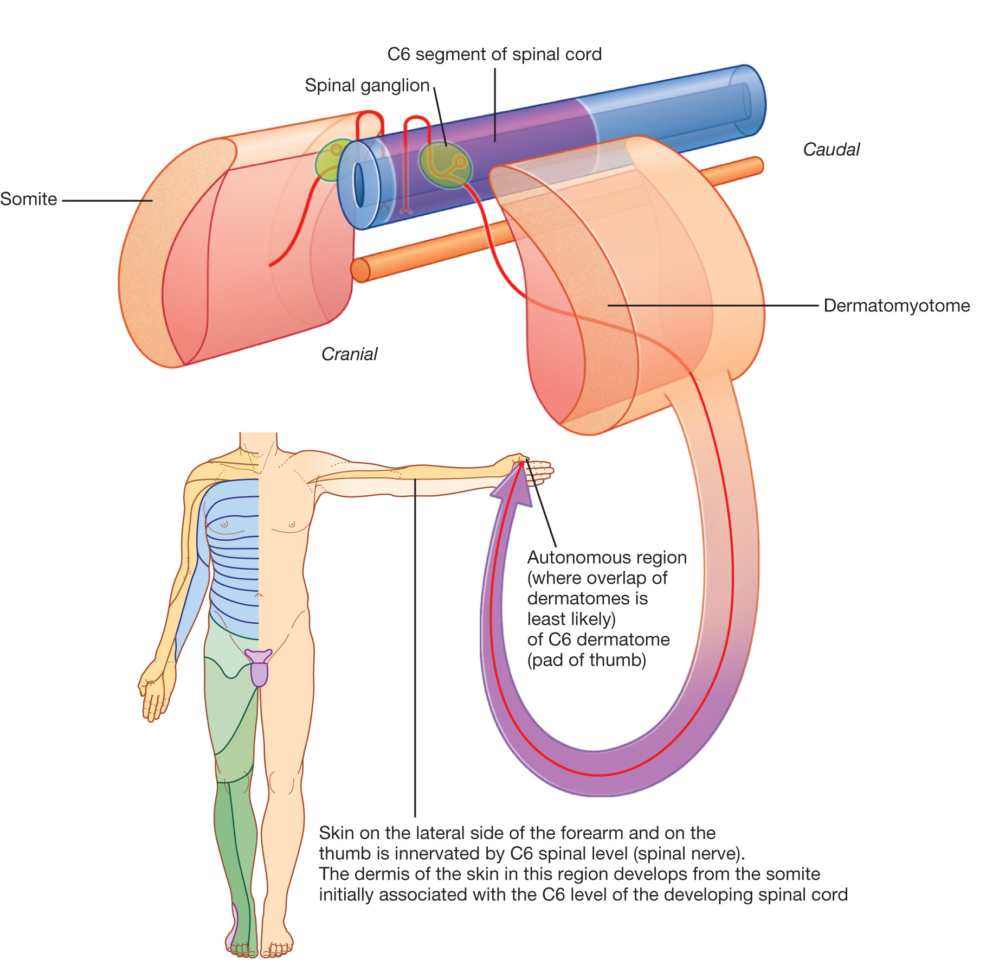 C6 segment of spinal cord
Spinal ganglion
Caudal
Somite
Dermatomyotome
Cranial
Autonomous region
(where overlap of
dermatomes is
least likely)
of C6 dermatome
(pad of thumb)
Skin on the lateral side of the forearm and on the
thumb is innervated by C6 spinal level (spinal nerve).
The dermis of the skin in this region develops from the somite
initially associated with the C6 level of the developing spinal cord